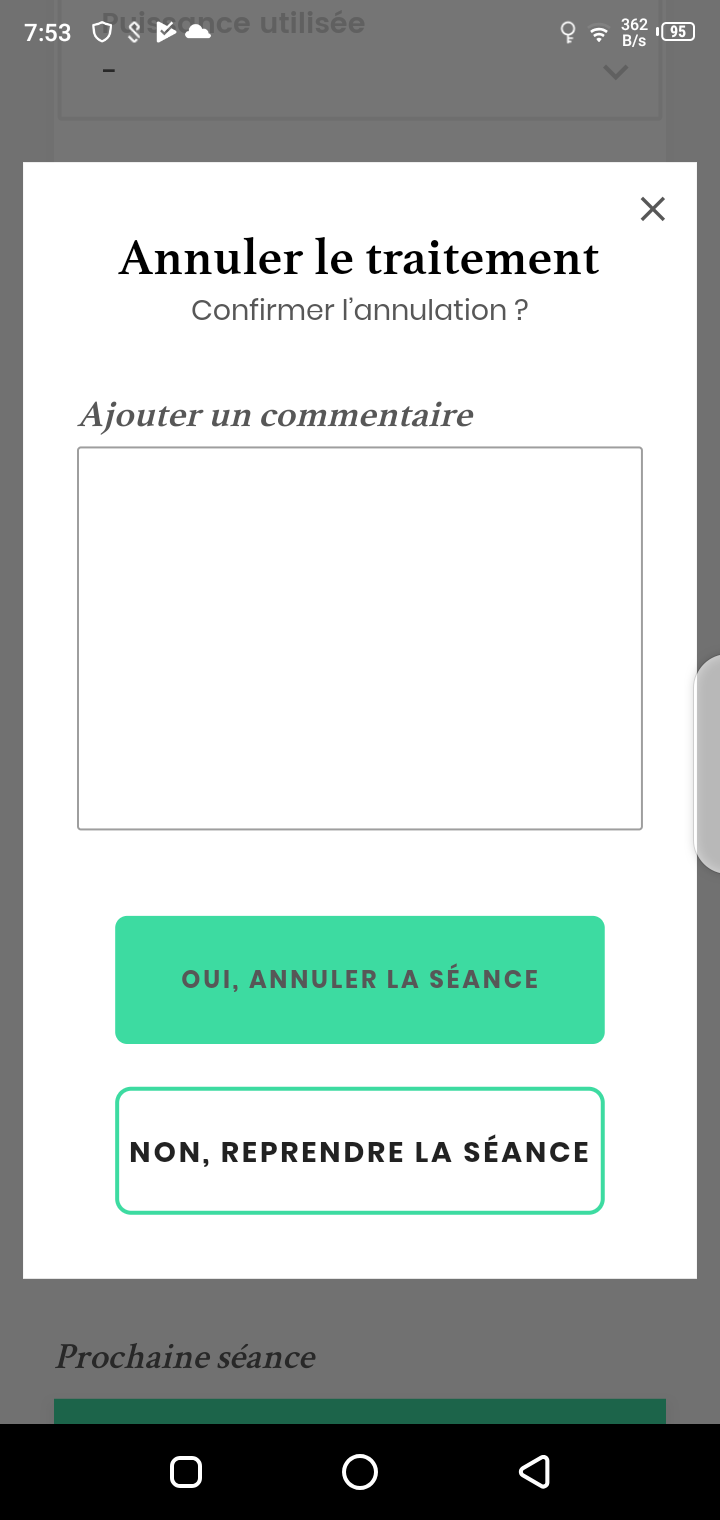 Puissance utilisée
7:53
362
B/s
95
–
Annuler le traitement
Confirmer l'annulation ?
Ajouter un commentaire
OUI, ANNULER LA SÉANCE
NON, REPRENDRE LA SÉANCE
Prochaine séance